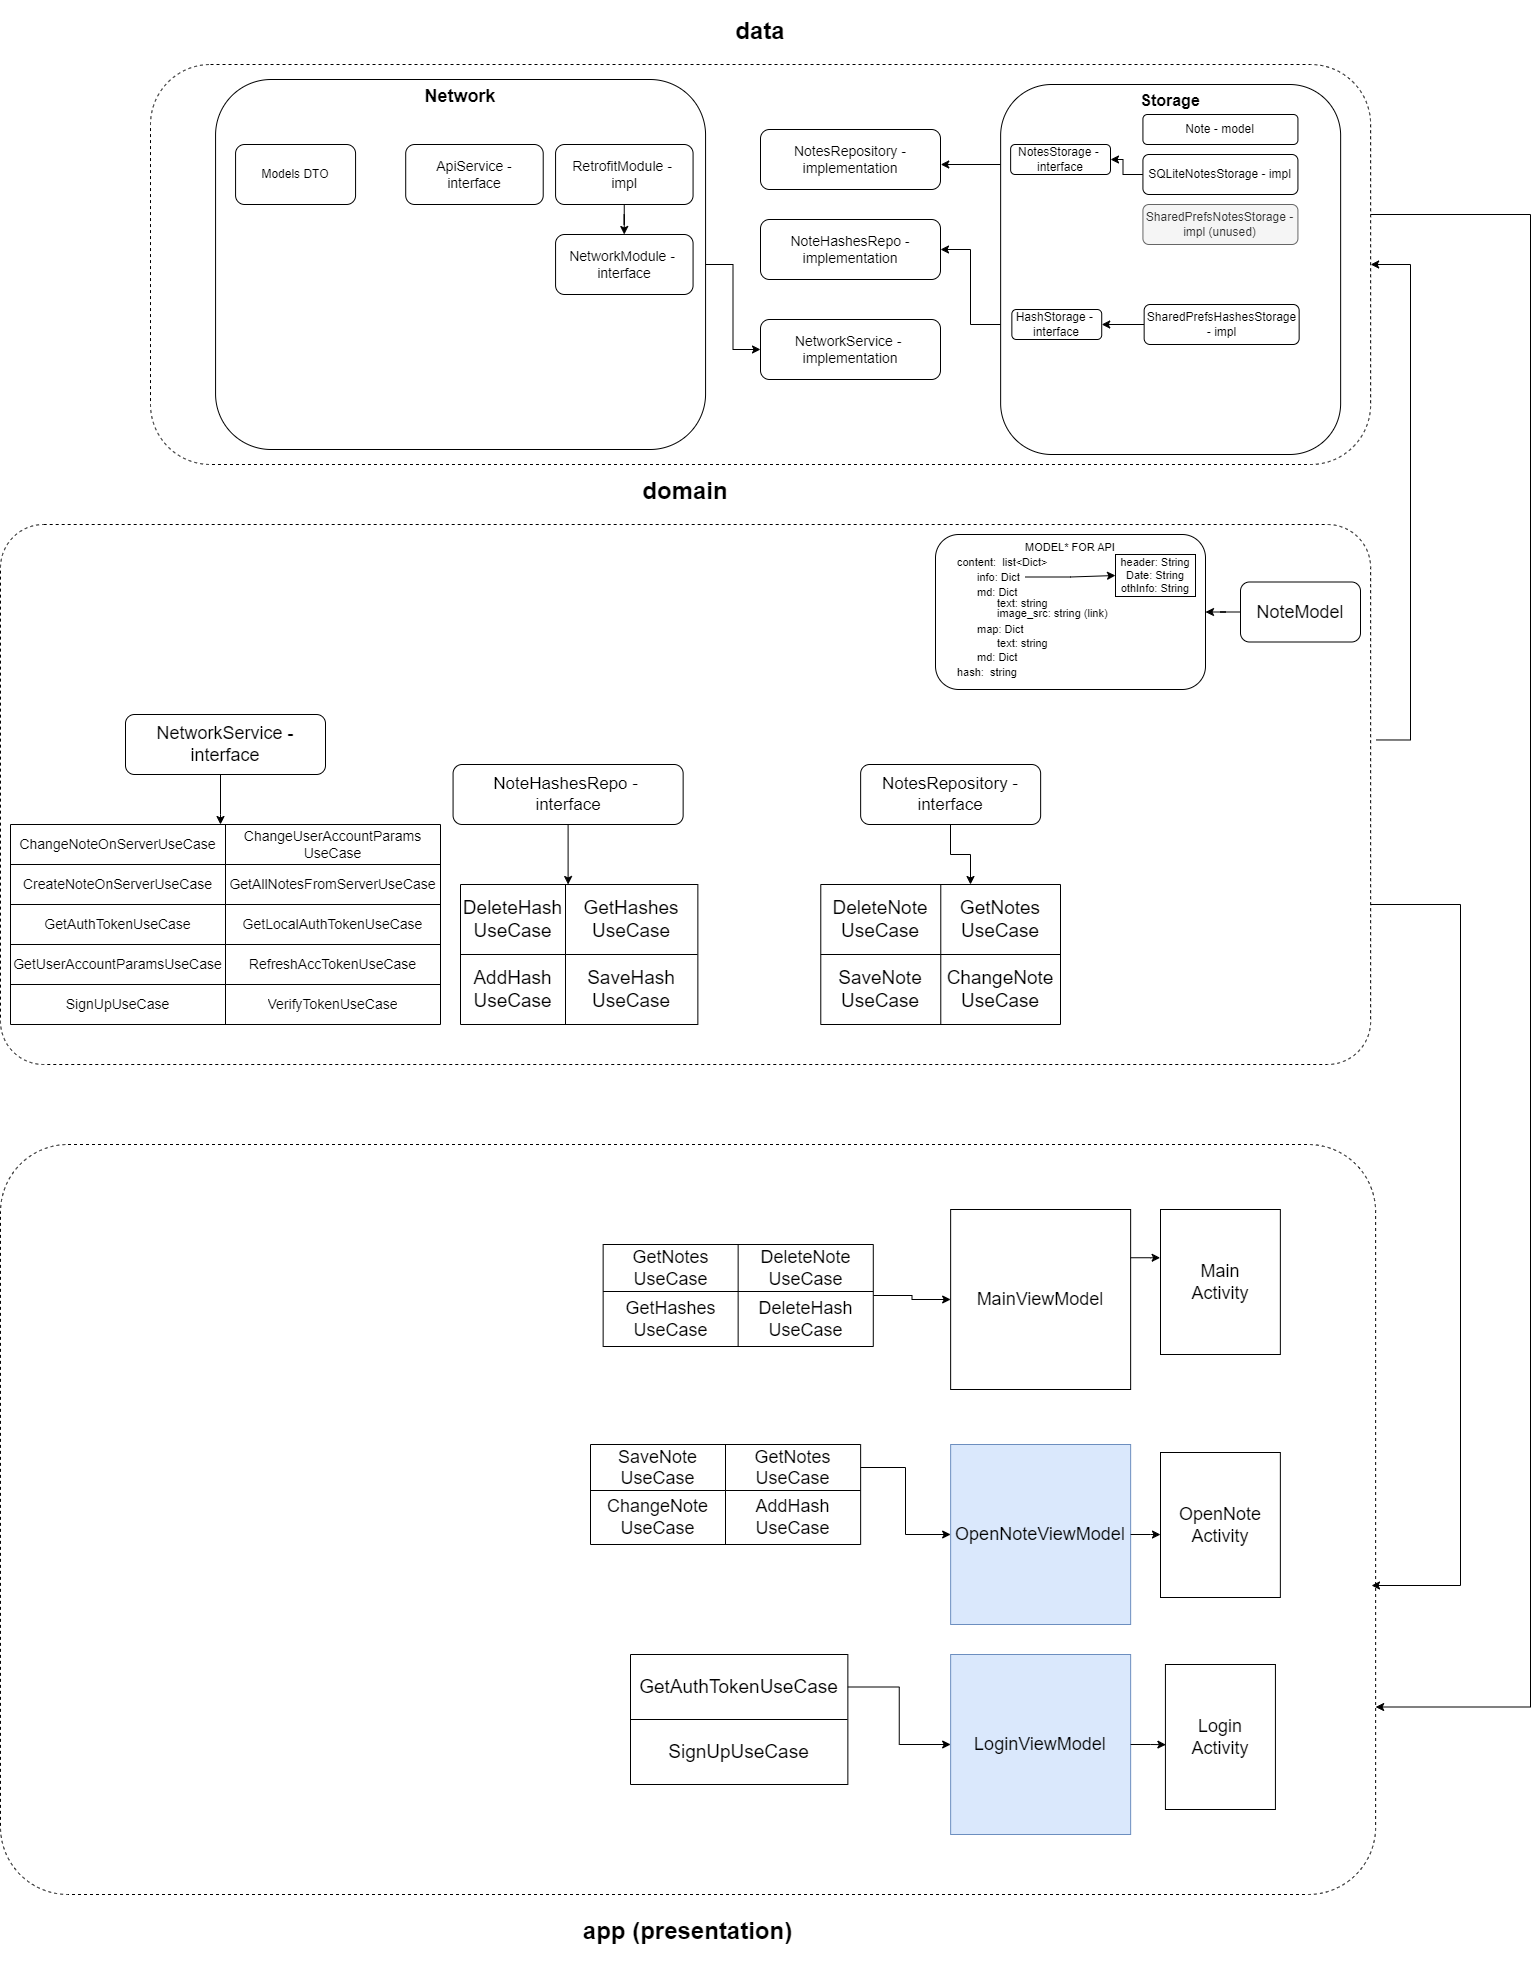 data
Network
Models DTO
ApiService -
interface
RetrofitModule -
impl
NetworkModule -
interface
NotesRepository -
implementation
NoteHashesRepo -
implementation
NetworkService -
implementation
Storage
Note - model
NotesStorage -
interface
SQLiteNotesStorage - impl
SharedPrefsNotesStorage -
impl (unused)
HashStorage -
interface
SharedPrefsHashesStorage
- impl
domain
MODEL* FOR API
content:  list<Dict>
info: Dict
header: String
Date: String
othInfo: String
md: Dict
text: string
image_src: string (link)
map: Dict
text: string
md: Dict
hash:  string
NoteModel
NetworkService -
interface
ChangeNoteOnServerUseCase
ChangeUserAccountParams
UseCase
CreateNoteOnServerUseCase
GetAllNotesFromServerUseCase
GetAuthTokenUseCase
GetLocalAuthTokenUseCase
GetUserAccountParamsUseCase
RefreshAccTokenUseCase
SignUpUseCase
VerifyTokenUseCase
NoteHashesRepo -
interface
DeleteHash
UseCase
GetHashes
UseCase
AddHash
UseCase
SaveHash
UseCase
NotesRepository -
interface
DeleteNote
UseCase
GetNotes
UseCase
SaveNote
UseCase
ChangeNote
UseCase
GetNotes
UseCase
DeleteNote
UseCase
GetHashes
UseCase
DeleteHash
UseCase
MainViewModel
Main
Activity
SaveNote
UseCase
GetNotes
UseCase
ChangeNote
UseCase
AddHash
UseCase
OpenNoteViewModel
OpenNote
Activity
GetAuthTokenUseCase
SignUpUseCase
LoginViewModel
Login
Activity
app (presentation)